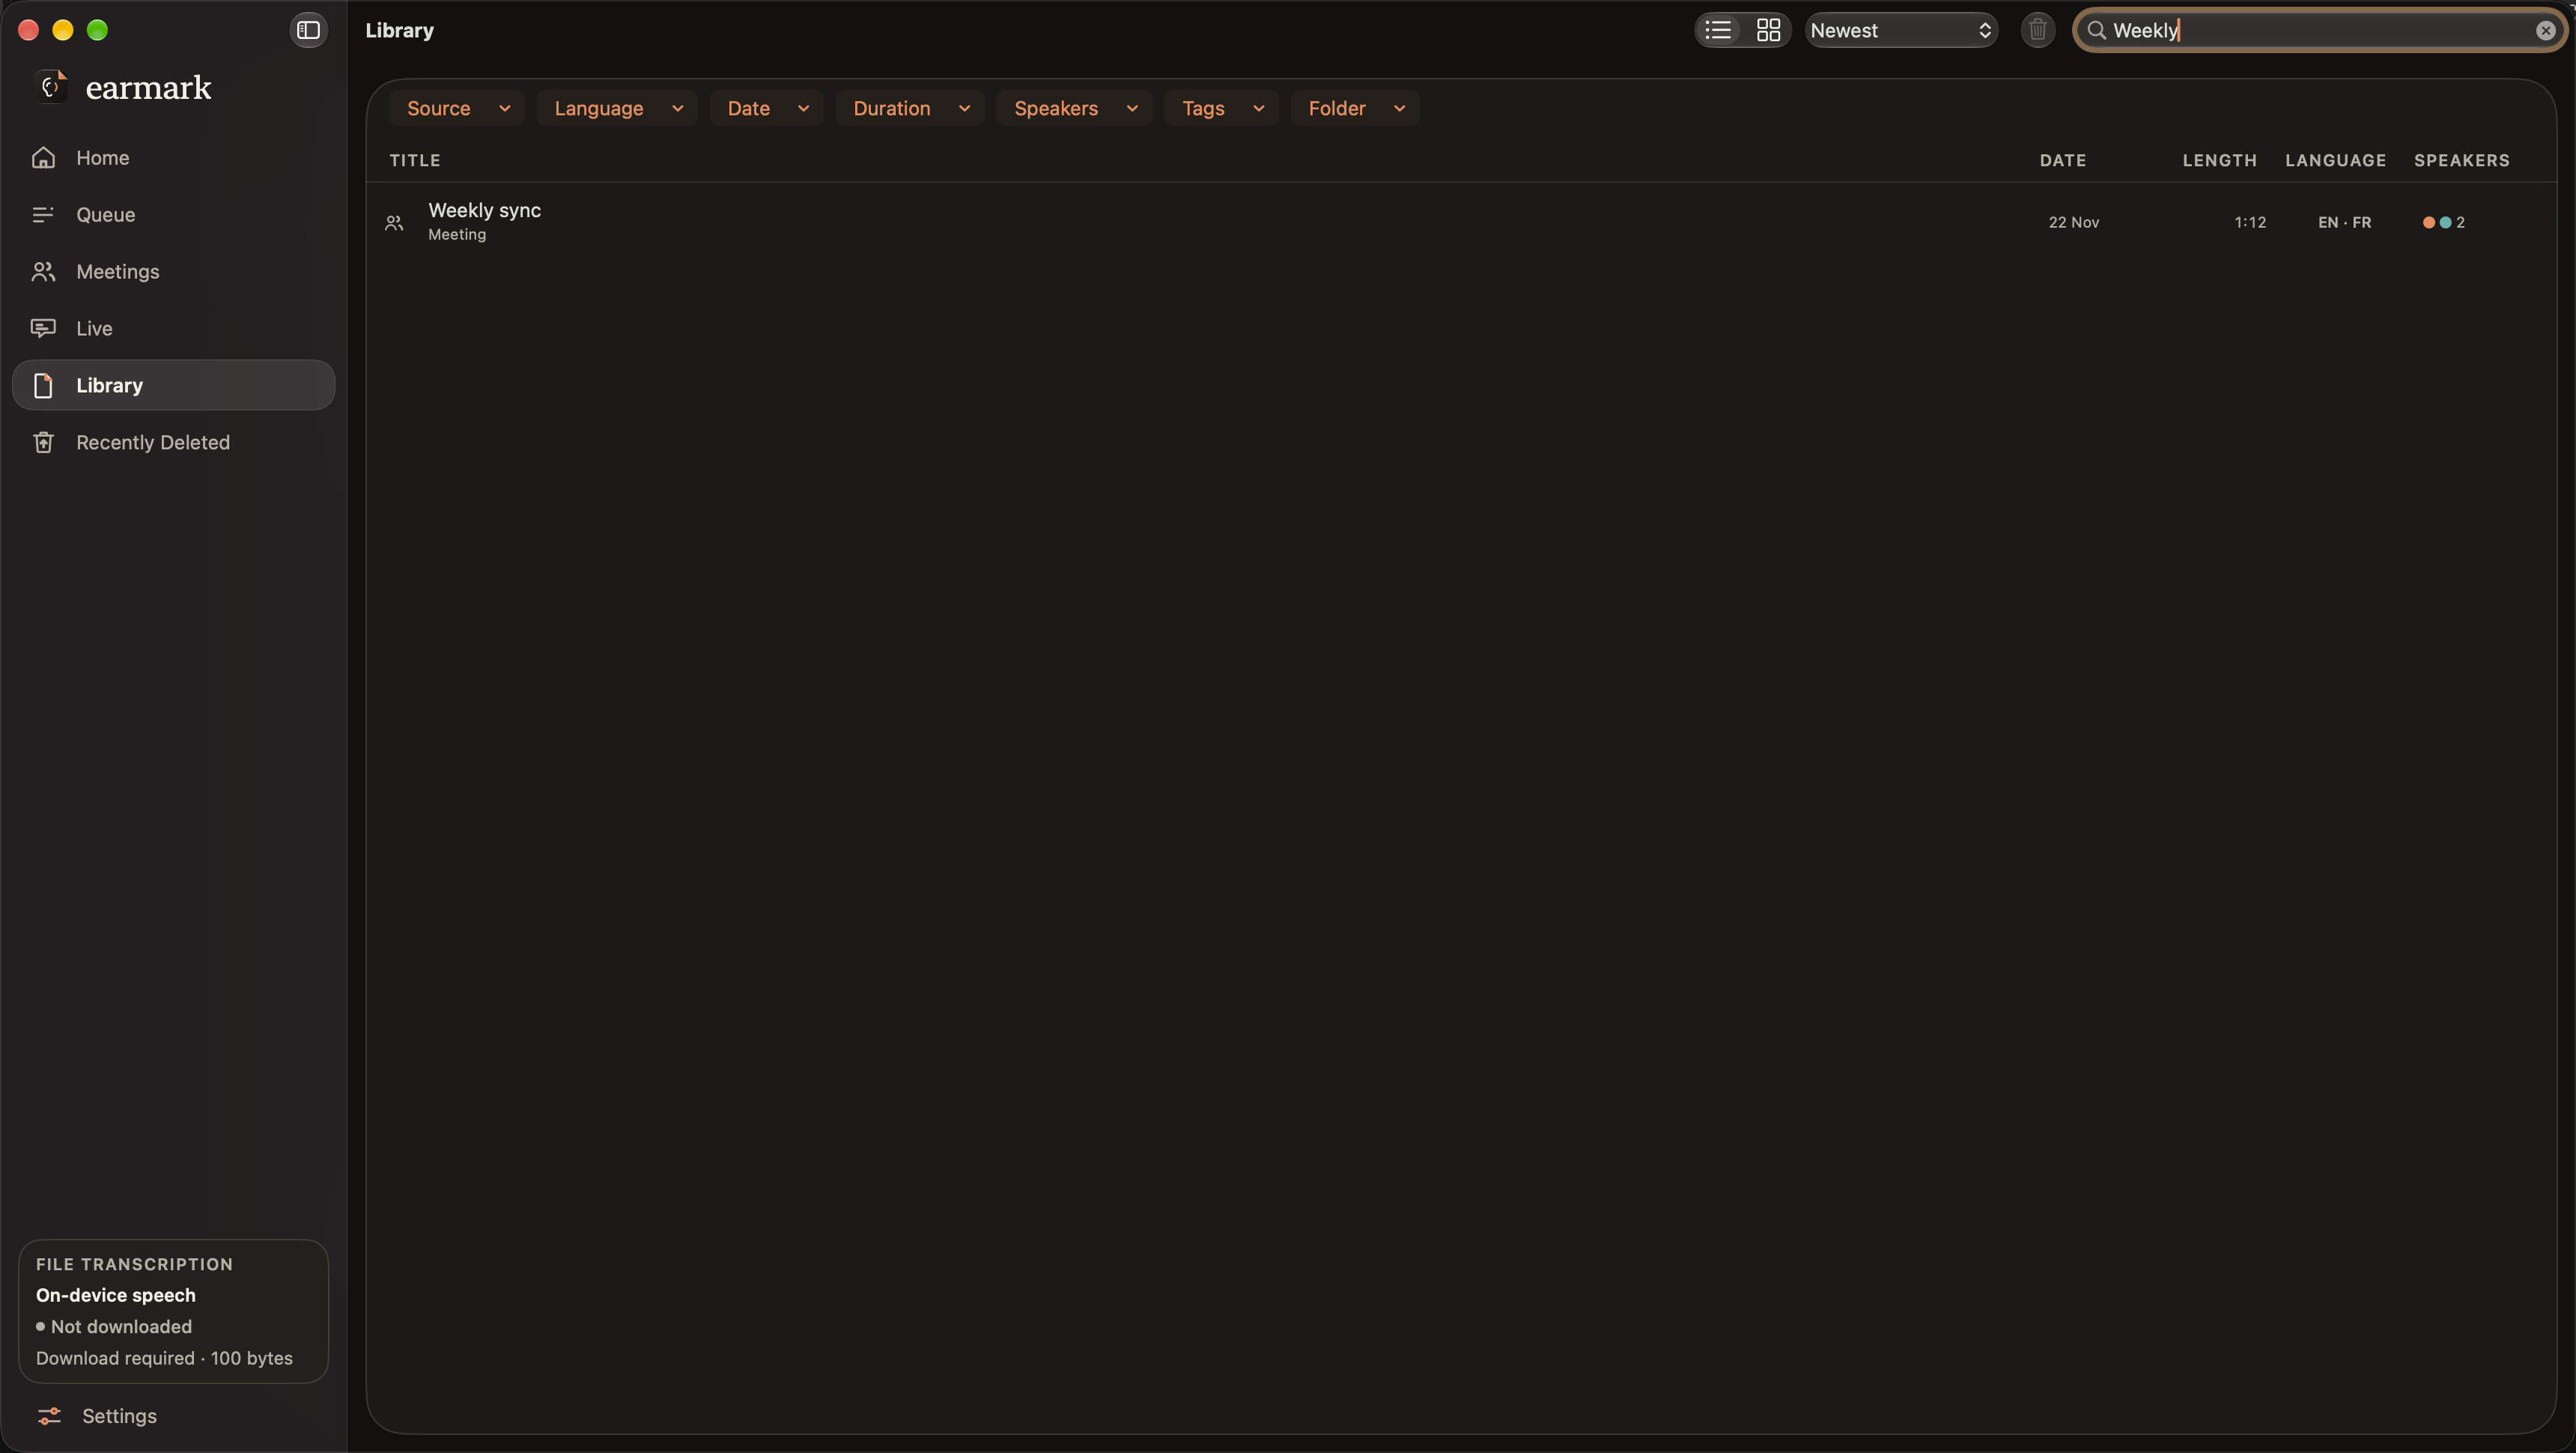 Library
Newest
Weekly
earmark
Home
Queue
Meetings
Live
Library
Recently Deleted
FILE TRANSCRIPTION
On-device speech
Not downloaded
Download required · 100 bytes
Settings
Source Language Date Duration Speakers Tags Folder
TITLE DATE LENGTH LANGUAGE SPEAKERS
Weekly sync
Meeting
22 Nov 1:12 EN · FR 2